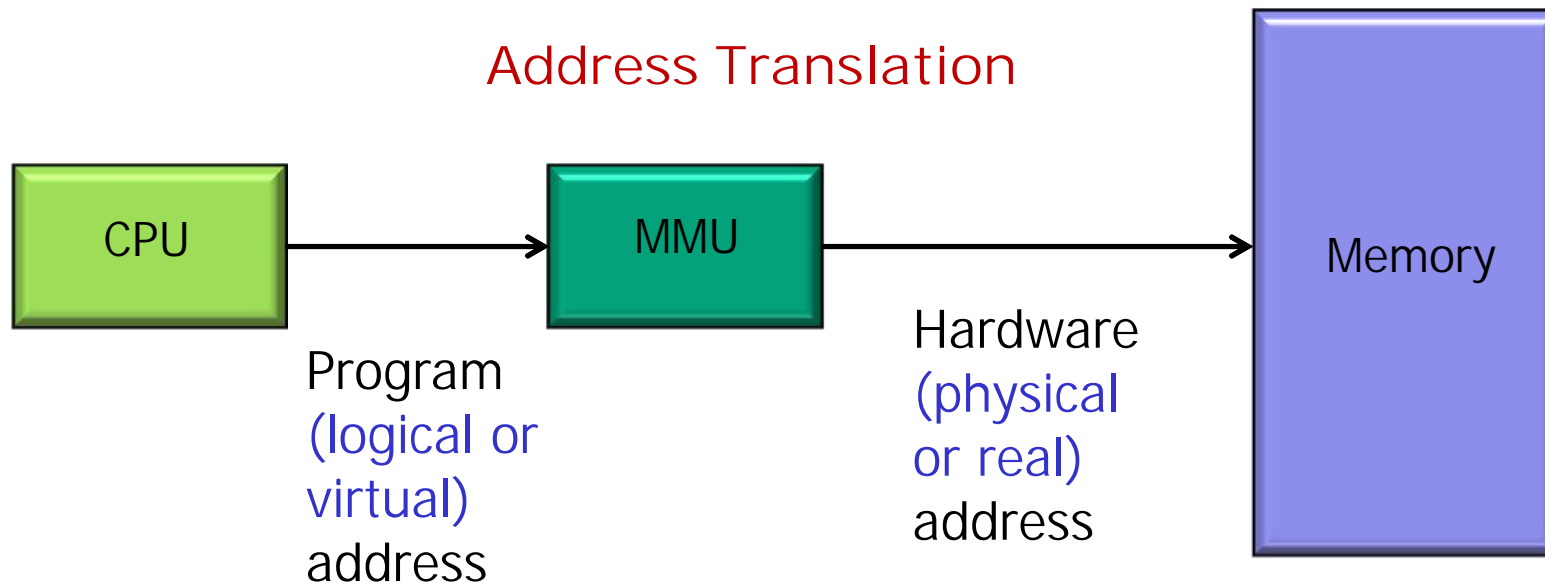 Address Translation
CPU
MMU
Memory
Program
(logical or
virtual)
address
Hardware
(physical
or real)
address